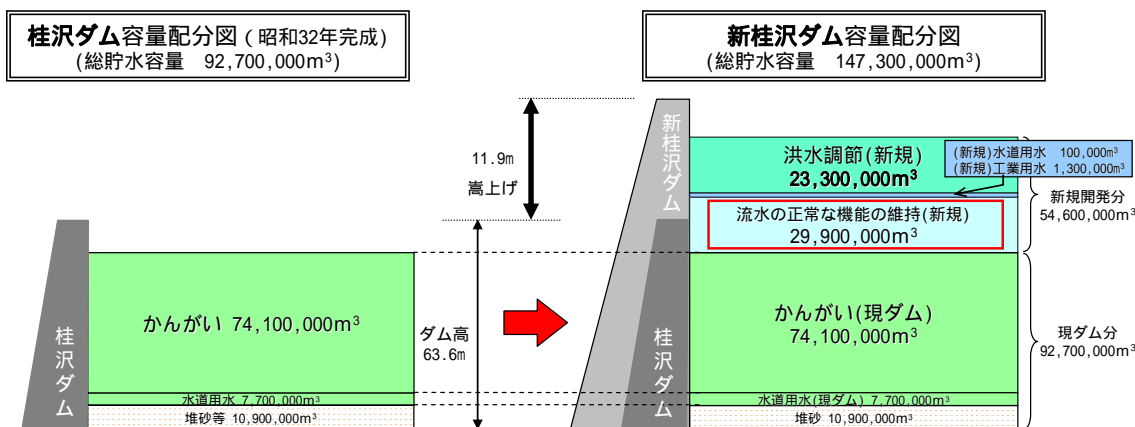 桂沢ダム容量配分図（昭和32年完成）
(総貯水容量　92,700,000m³)
新桂沢ダム容量配分図
(総貯水容量　147,300,000m³)
11.9m
嵩上げ
新桂沢ダム
洪水調節(新規)
23,300,000m³
(新規)水道用水　100,000m³
(新規)工業用水 1,300,000m³
流水の正常な機能の維持(新規)
29,900,000m³
新規開発分
54,600,000m³
桂沢ダム
かんがい 74,100,000m³
水道用水 7,700,000m³
堆砂等 10,900,000m³
ダム高
63.6m
桂沢ダム
かんがい(現ダム)
74,100,000m³
水道用水(現ダム) 7,700,000m³
堆砂 10,900,000m³
現ダム分
92,700,000m³